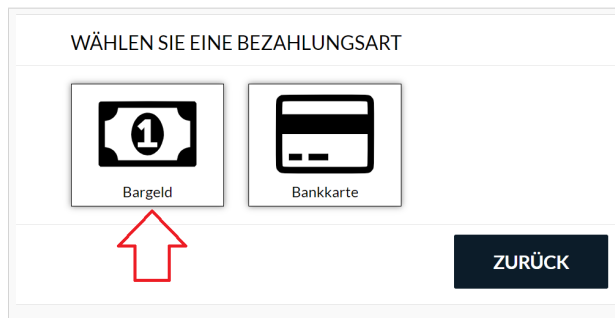 WÄHLEN SIE EINE BEZAHLUNGSART
1
Bargeld
Bankkarte
ZURÜCK